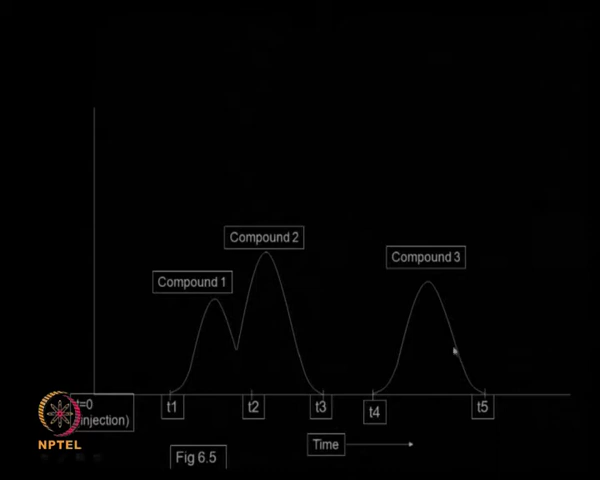 Compound 2
Compound 3
Compound 1
t=0
injection)
t1
t2
t3
t4
t5
Time
Fig 6.5
NPTEL